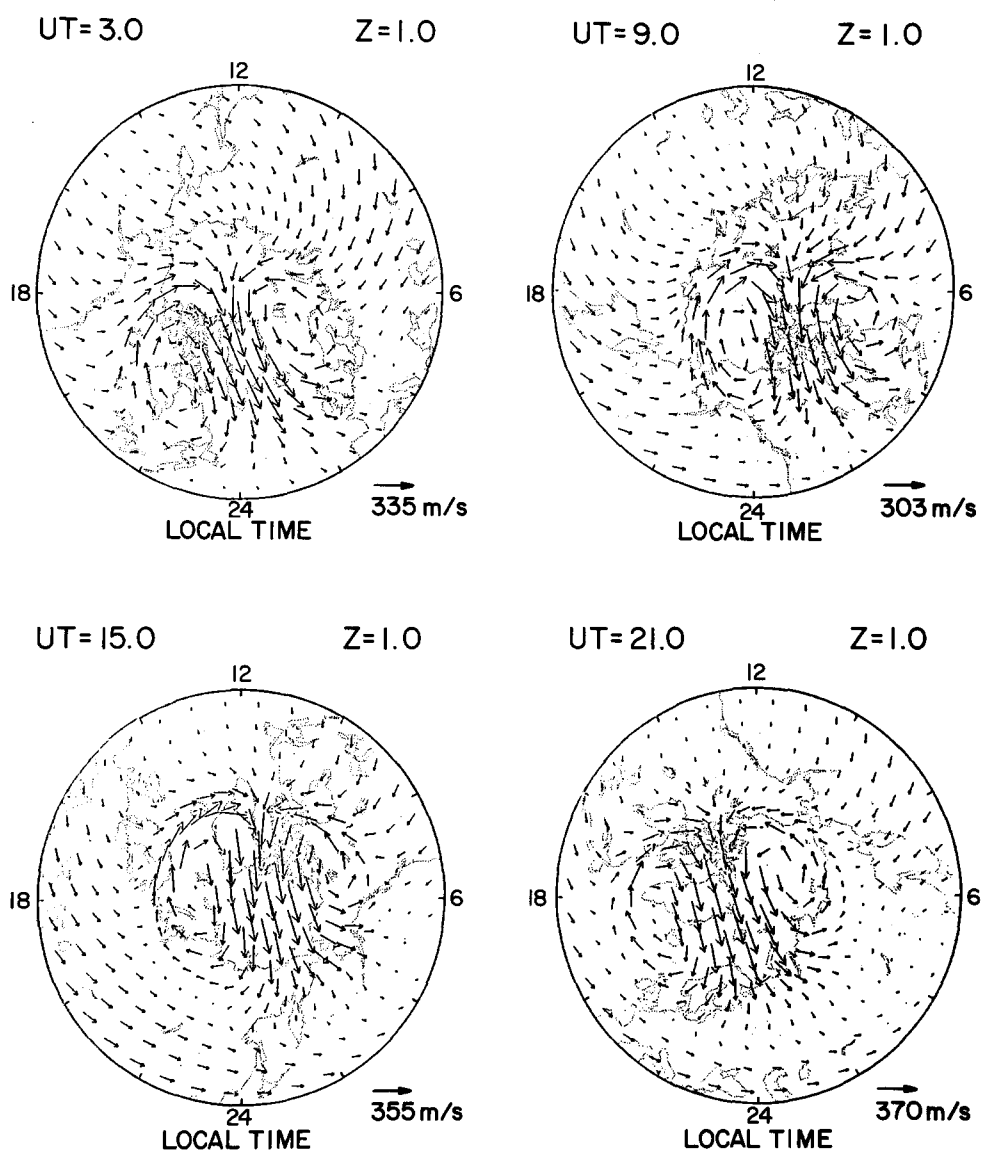 UT=3.0 Z=1.0
12
18 6
24
335 m/s
LOCAL TIME
UT=9.0 Z=1.0
12
18 6
24
303 m/s
LOCAL TIME
UT=15.0 Z=1.0
12
18 6
24
355 m/s
LOCAL TIME
UT=21.0 Z=1.0
12
18 6
24
370 m/s
LOCAL TIME